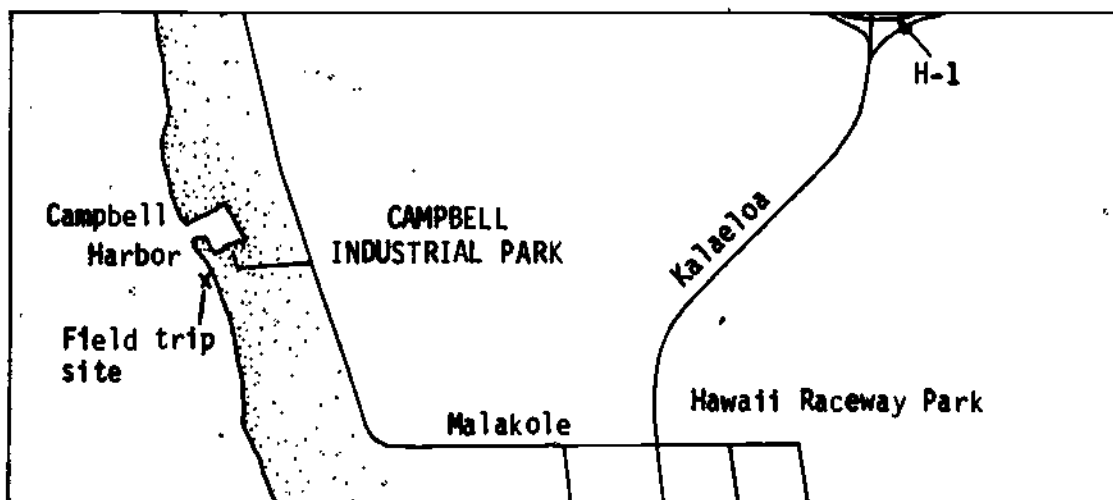 H-1
Campbell
Harbor
CAMPBELL
INDUSTRIAL PARK
Kalaeloa
Field trip
site
Malakole
Hawaii Raceway Park